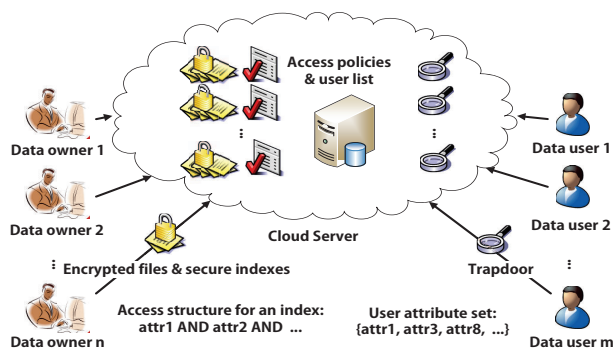 Access policies
& user list
Data owner 1
Data user 1
Data owner 2
Data user 2
Cloud Server
Encrypted files & secure indexes
Trapdoor
Access structure for an index:
attr1 AND attr2 AND ...
User attribute set:
{attr1, attr3, attr8, ...}
Data owner n
Data user m